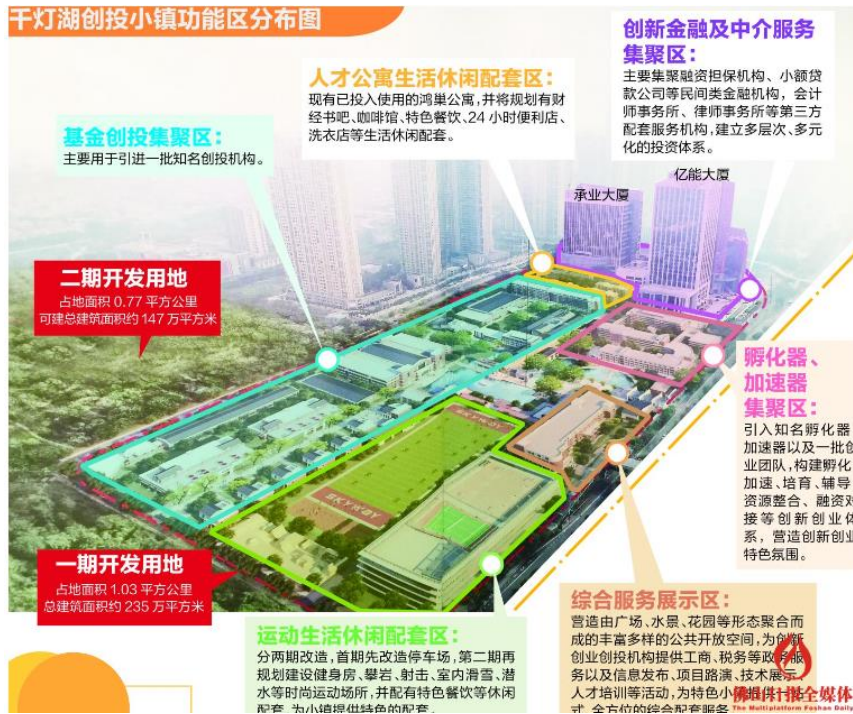 千灯湖创投小镇功能区分布图
创新金融及中介服务
集聚区：
主要集聚融资担保机构、小额贷
款公司等民间类金融机构，会计
师事务所、律师事务所等第三方
配套服务机构,建立多层次、多元
化的投资体系。
人才公寓生活休闲配套区：
现有已投入使用的鸿巢公寓,并将规划有财
经书吧、咖啡馆、特色餐饮、24 小时便利店、
洗衣店等生活休闲配套。
基金创投集聚区：
主要用于引进一批知名创投机构。
亿能大厦
承业大厦
二期开发用地
占地面积 0.77 平方公里
可建总建筑面积约 147 万平方米
孵化器、
加速器
集聚区：
引入知名孵化器
加速器以及一批创
业团队,构建孵化
加速、培育、辅导
资源整合、融资对
接等创新创业体
系，营造创新创业
特色氛围。
SKYWAY
一期开发用地
占地面积 1.03 平方公里
总建筑面积约 235 万平方米
运动生活休闲配套区：
分两期改造,首期先改造停车场,第二期再
规划建设健身房、攀岩、射击、室内滑雪、潜
水等时尚运动场所,并配有特色餐饮等休闲
配套,为小镇提供特色的配套。
综合服务展示区：
营造由广场、水景、花园等形态聚合而
成的丰富多样的公共开放空间,为创新
创业创投机构提供工商、税务等政务服
务以及信息发布、项目路演、技术展示、
人才培训等活动,为特色小镇提供一站
式、全方位的综合配套服务
佛山日报全媒体
The Multiplatform Foshan Daily